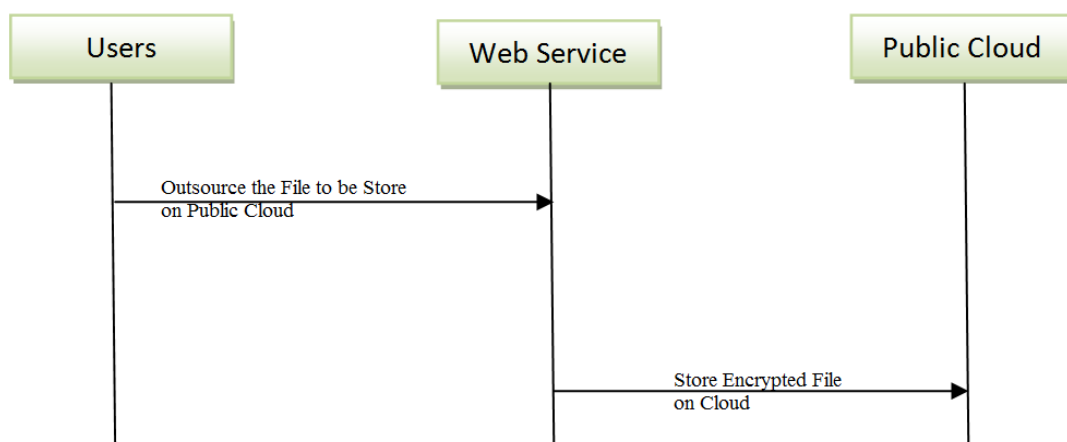 Users
Web Service
Public Cloud
Outsource the File to be Store
on Public Cloud
Store Encrypted File
on Cloud